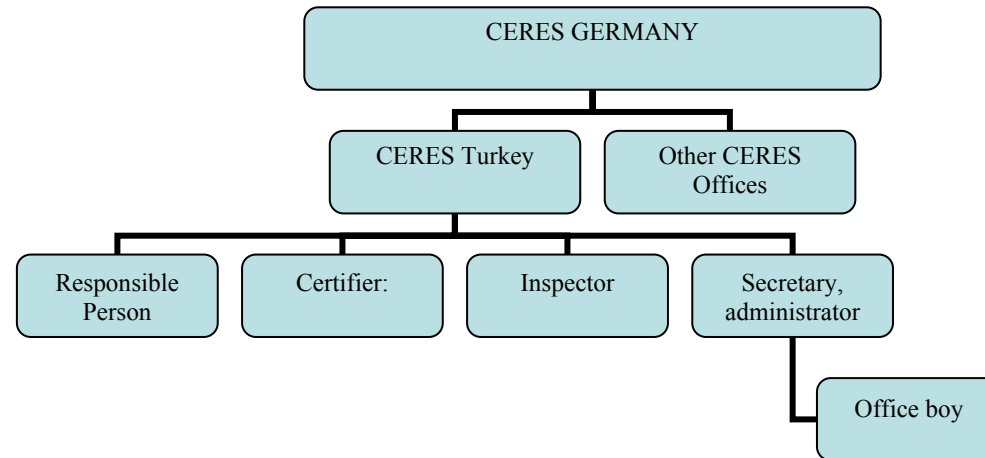 CERES GERMANY
CERES Turkey
Other CERES
Offices
Responsible
Person
Certifier:
Inspector
Secretary,
administrator
Office boy